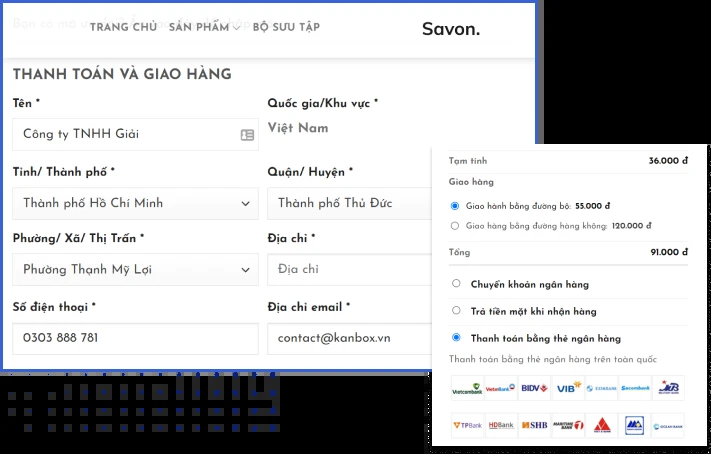 TRANG CHỦ SẢN PHẨM BỘ SƯU TẬP
Savon.
THANH TOÁN VÀ GIAO HÀNG
Tên *
Công ty TNHH Giải
Quốc gia/Khu vực *
Việt Nam
Tỉnh/ Thành phố *
Thành phố Hồ Chí Minh
Quận/ Huyện *
Thành phố Thủ Đức
Phường/ Xã/ Thị Trấn *
Phường Thạnh Mỹ Lợi
Địa chỉ *
Địa chỉ
Số điện thoại *
0303 888 781
Địa chỉ email *
contact@kanbox.vn
Tạm tính 36.000 đ
Giao hàng
Giao hành bằng đường bộ: 55.000 đ
Giao hàng bằng đường hàng không: 120.000 đ
Tổng 91.000 đ
Chuyển khoản ngân hàng
Trả tiền mặt khi nhận hàng
Thanh toán bằng thẻ ngân hàng
Thanh toán bằng thẻ ngân hàng trên toàn quốc
Vietcombank VietinBank BIDV VIB EXIMBANK Sacombank MB
TPBank HDBank SHB MARITIME BANK VIET A BANK OCEAN BANK